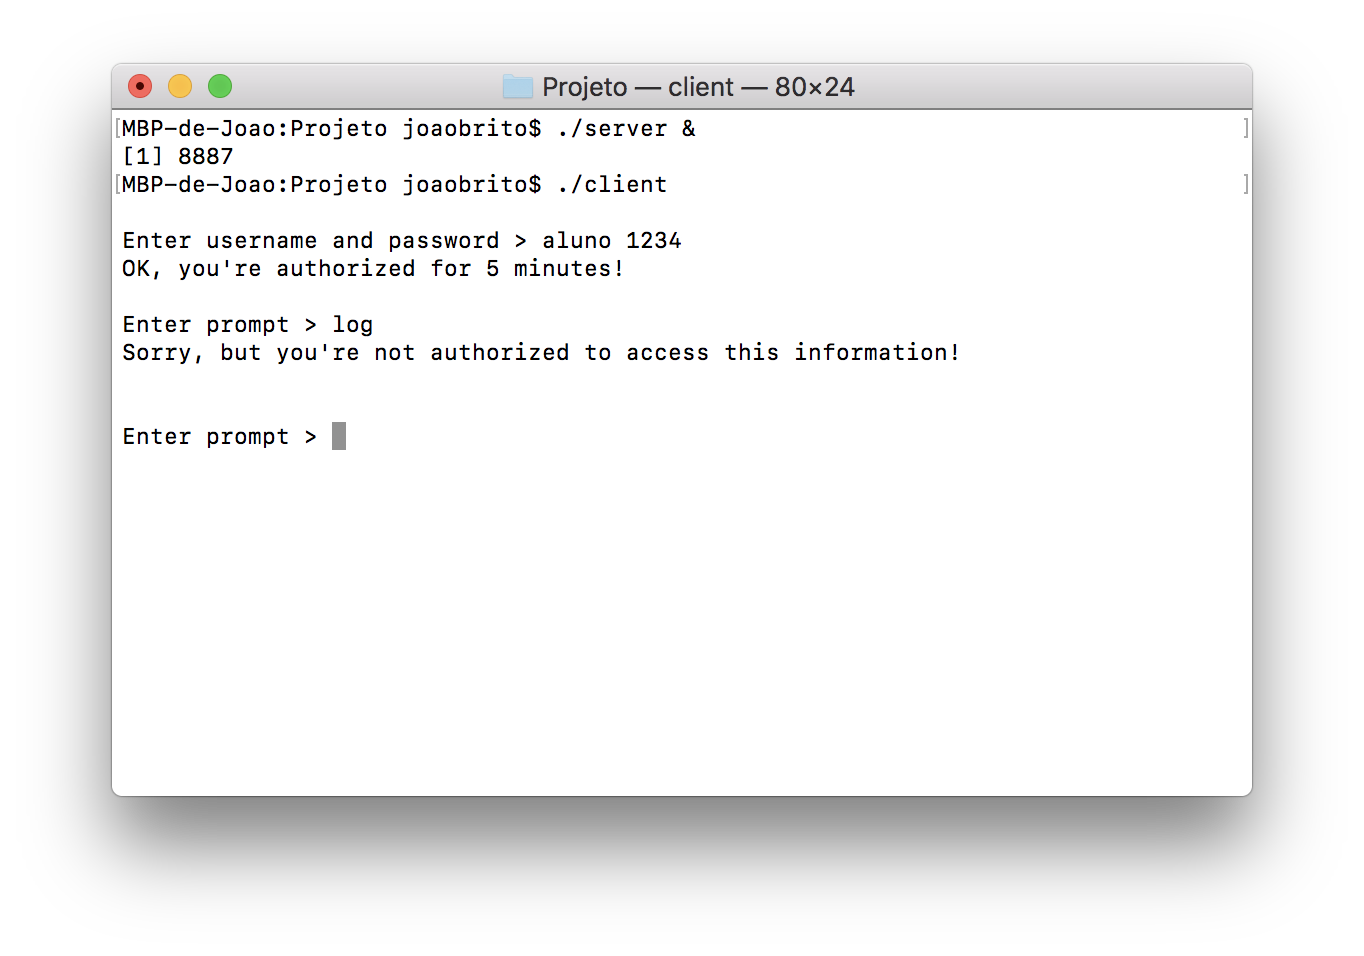 Projeto — client — 80×24
[MBP-de-Joao:Projeto joaobrito$ ./server & ]
[1] 8887
[MBP-de-Joao:Projeto joaobrito$ ./client ]
Enter username and password > aluno 1234
OK, you're authorized for 5 minutes!
Enter prompt > log
Sorry, but you're not authorized to access this information!
Enter prompt >